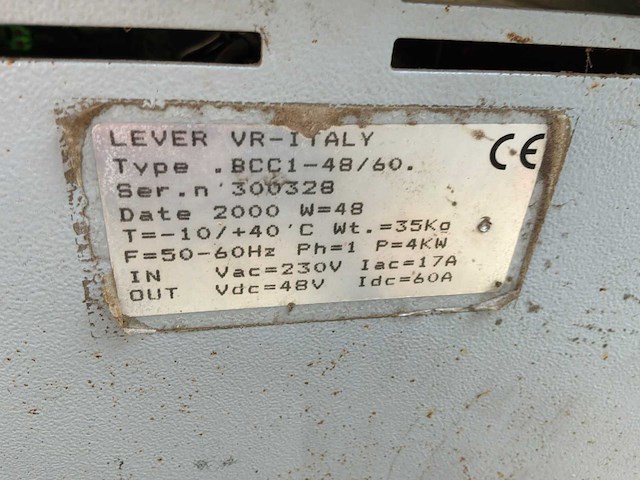 LEVER VR-ITALY CE
Type .BCC1-48/60.
Ser.n° 300328
Date 2000 W=48
T=-10/+40°C Wt.=35Kg
F=50-60Hz Ph=1 P=4KW
IN Vac=230V Iac=17A
OUT Vdc=48V Idc=60A